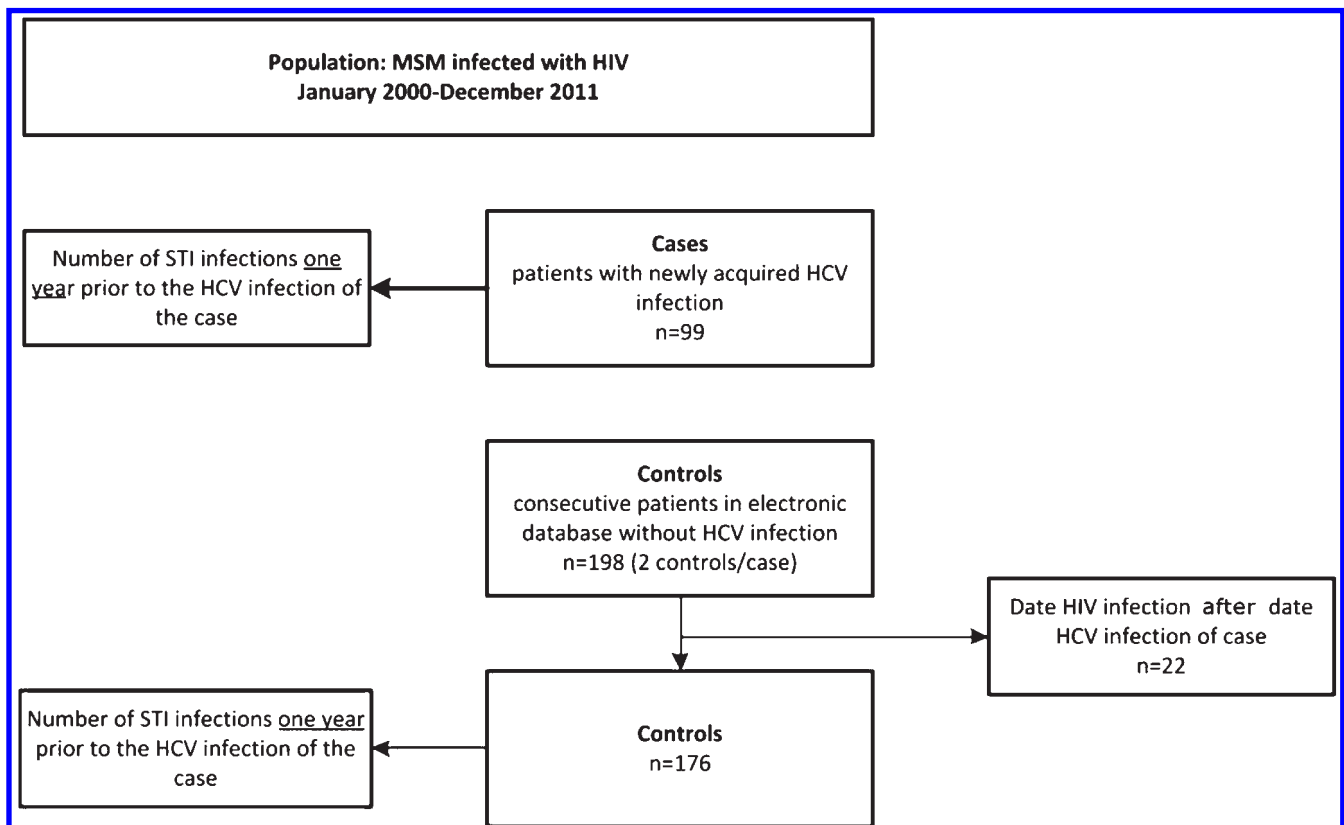 Population: MSM infected with HIV
January 2000-December 2011
Number of STI infections one
year prior to the HCV infection of
the case
Cases
patients with newly acquired HCV
infection
n=99
Controls
consecutive patients in electronic
database without HCV infection
n=198 (2 controls/case)
Date HIV infection after date
HCV infection of case
n=22
Number of STI infections one year
prior to the HCV infection of the
case
Controls
n=176